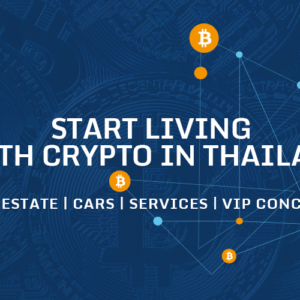 START LIVING
TH CRYPTO IN THAILA
ESTATE | CARS | SERVICES | VIP CONC